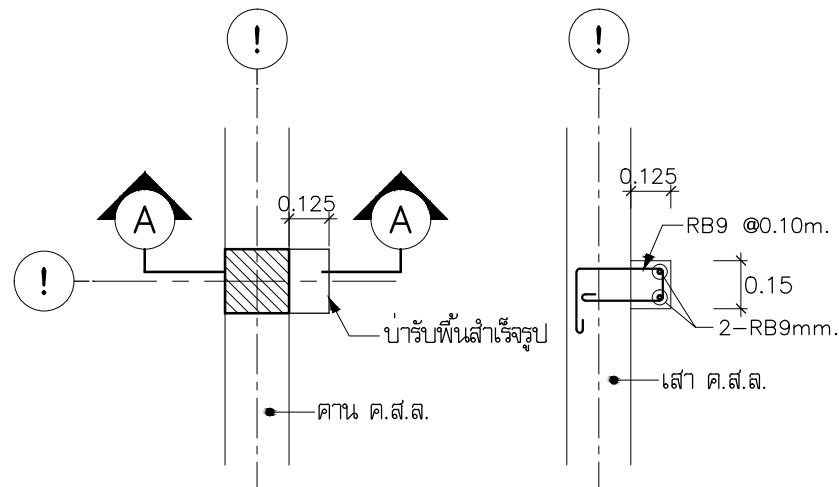 !
!
0.125
0.125
A
A
RB9 @0.10m.
!
0.15
บ่ารับพื้นสำเร็จรูป
2-RB9mm.
เสา ค.ส.ล.
คาน ค.ส.ล.